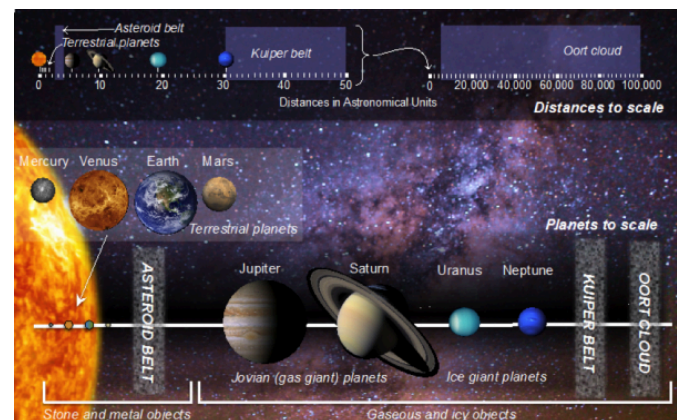 Asteroid belt
Terrestrial planets
Kuiper belt
Oort cloud
0 10 20 30 40 50
0 20,000 40,000 60,000 80,000 100,000
Distances in Astronomical Units
Distances to scale
Mercury Venus Earth Mars
Terrestrial planets
Planets to scale
ASTEROID BELT
Jupiter Saturn Uranus Neptune
KUIPER BELT
OORT CLOUD
Jovian (gas giant) planets
Ice giant planets
Stone and metal objects
Gaseous and icy objects